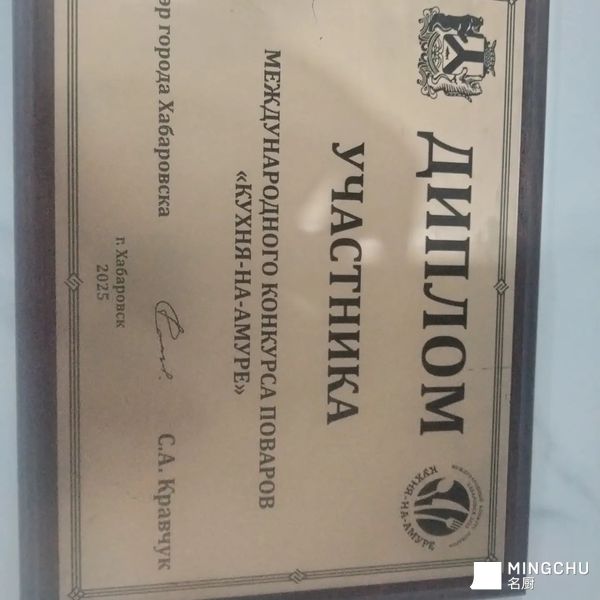 ДИПЛОМ
УЧАСТНИКА
МЕЖДУНАРОДНОГО КОНКУРСА ПОВАРОВ
«КУХНЯ-НА-АМУРЕ»
эр города Хабаровска
С.А. Кравчук
г. Хабаровск
2025
КУХНЯ
-НА-АМУРЕ
MINGCHU
名厨